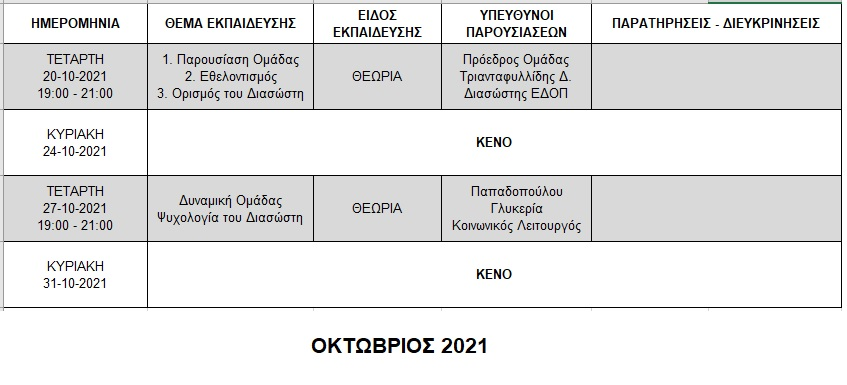 ΗΜΕΡΟΜΗΝΙΑ
ΘΕΜΑ ΕΚΠΑΙΔΕΥΣΗΣ
ΕΙΔΟΣ
ΕΚΠΑΙΔΕΥΣΗΣ
ΥΠΕΥΘΥΝΟΙ
ΠΑΡΟΥΣΙΑΣΕΩΝ
ΠΑΡΑΤΗΡΗΣΕΙΣ - ΔΙΕΥΚΡΙΝΗΣΕΙΣ
ΤΕΤΑΡΤΗ
20-10-2021
19:00 - 21:00
1. Παρουσίαση Ομάδας
2. Εθελοντισμός
3. Ορισμός του Διασώστη
ΘΕΩΡΙΑ
Πρόεδρος Ομάδας
Τριανταφυλλίδης Δ.
Διασώστης ΕΔΟΠ
ΚΥΡΙΑΚΗ
24-10-2021
ΚΕΝΟ
ΤΕΤΑΡΤΗ
27-10-2021
19:00 - 21:00
Δυναμική Ομάδας
Ψυχολογία του Διασώστη
ΘΕΩΡΙΑ
Παπαδοπούλου
Γλυκερία
Κοινωνικός Λειτουργός
ΚΥΡΙΑΚΗ
31-10-2021
ΚΕΝΟ
ΟΚΤΩΒΡΙΟΣ 2021